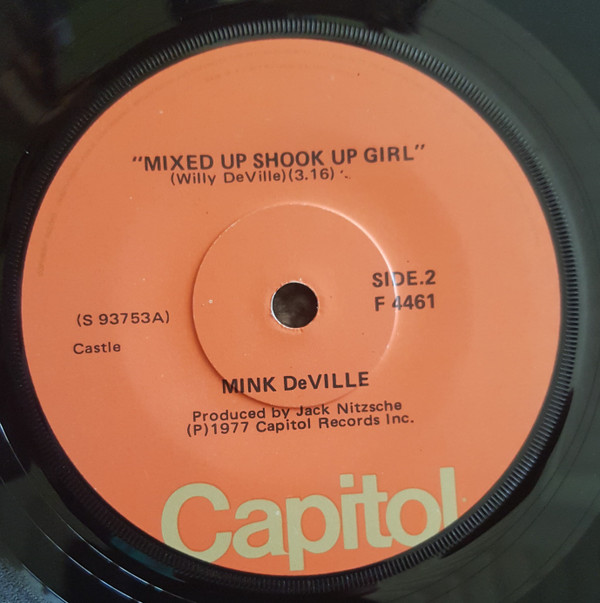 "MIXED UP SHOOK UP GIRL"
(Willy DeVille)(3.16)
SIDE.2
F 4461
(S 93753A)
Castle
MINK DeVILLE
Produced by Jack Nitzsche
(P)1977 Capitol Records Inc.
Capitol